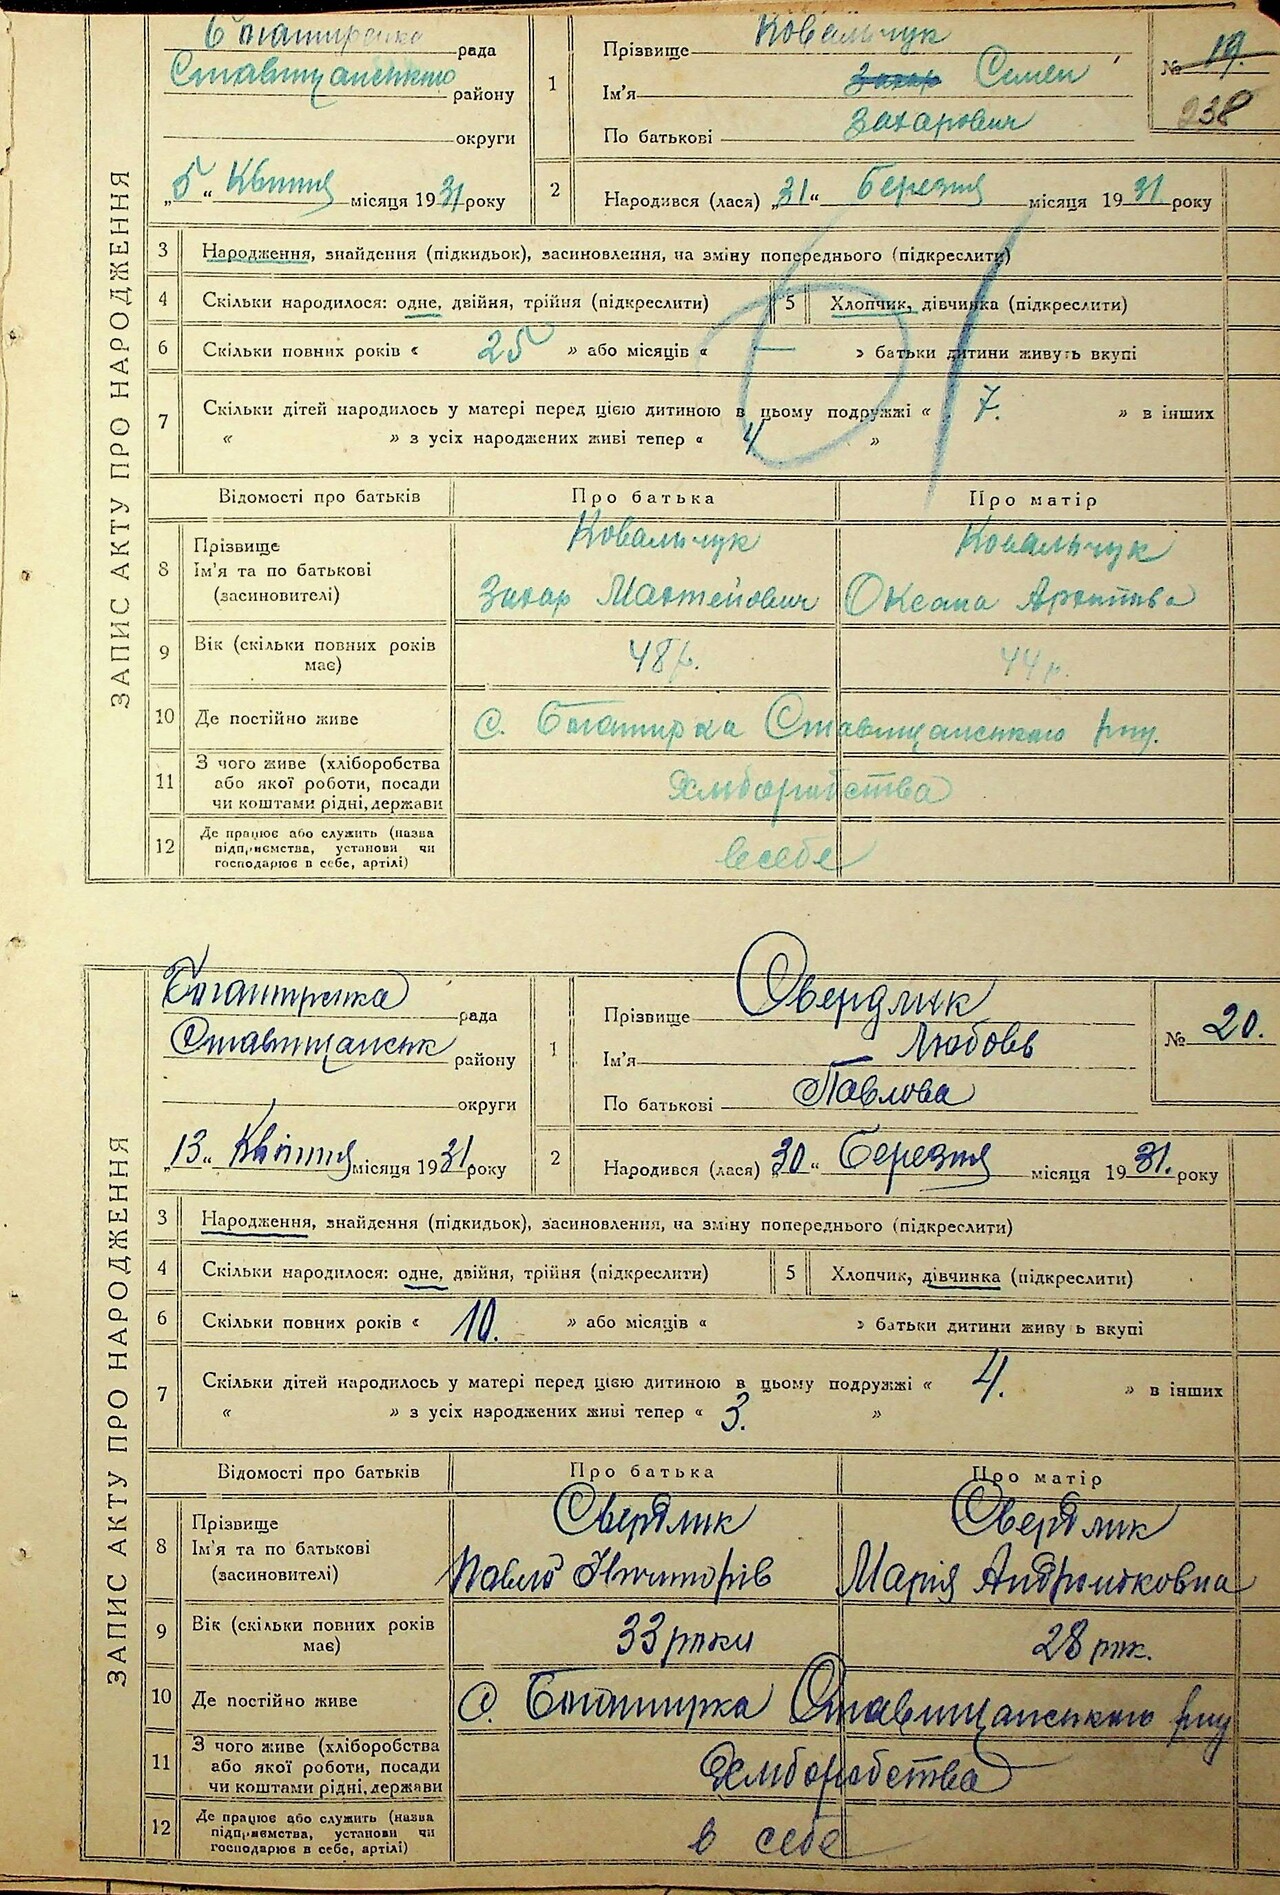 ЗАПИС АКТУ ПРО НАРОДЖЕННЯ
рада
Ставищанського району
округи
„5“ Квітня місяця 1931 року
1
Прізвище Ковальчук
Ім'я Захар Семен
По батькові Захарович
№ 19.
238
2
Народився (лася) „31“ березня місяця 1931. року
3 Народження, знайдення (підкидьок), засиновлення, на зміну попереднього (підкреслити)
4 Скільки народилося: одне, двійня, трійня (підкреслити)
5 Хлопчик, дівчинка (підкреслити)
6 Скільки повних років « 25 » або місяців « — » батьки дитини живуть вкупі
7 Скільки дітей народилось у матері перед цією дитиною в цьому подружжі « 7. » в інших
« » з усіх народжених живі тепер « 4 »
Відомості про батьків Про батька Про матір
8 Прізвище Ковальчук Ковальчук
Ім'я та по батькові
(засиновителі) Захар Оксана
9 Вік (скільки повних років
має) 48 р. 44 р.
10 Де постійно живе с. Богатирка Ставищанського рну.
11 З чого живе (хліборобства
або якої роботи, посади
чи коштами рідні, держави Хліборобства
12 Де працює або служить (назва
підприємства, установи чи
господарює в себе, артілі) в себе
ЗАПИС АКТУ ПРО НАРОДЖЕННЯ
рада
Ставищанськ району
округи
„13“ Квітня місяця 1931 року
1
Прізвище Свердлик
Ім'я Любовь
По батькові Павлова
№ 20.
2
Народився (лася) „30“ березня місяця 1931. року
3 Народження, знайдення (підкидьок), засиновлення, на зміну попереднього (підкреслити)
4 Скільки народилося: одне, двійня, трійня (підкреслити)
5 Хлопчик, дівчинка (підкреслити)
6 Скільки повних років « 10. » або місяців « » батьки дитини живу ь вкупі
7 Скільки дітей народилось у матері перед цією дитиною в цьому подружжі « 4. » в інших
« » з усіх народжених живі тепер « 3. »
Відомості про батьків Про батька Про матір
8 Прізвище Свердлик Свердлик
Ім'я та по батькові
(засиновителі) Павло Марія
9 Вік (скільки повних років
має) 33 роки 28 рок.
10 Де постійно живе с. Богатирка Ставищанського рну
11 З чого живе (хліборобства
або якої роботи, посади
чи коштами рідні, держави Хліборобства
12 Де працює або служить (назва
підприємства, установи чи
господарює в себе, артілі) в себе